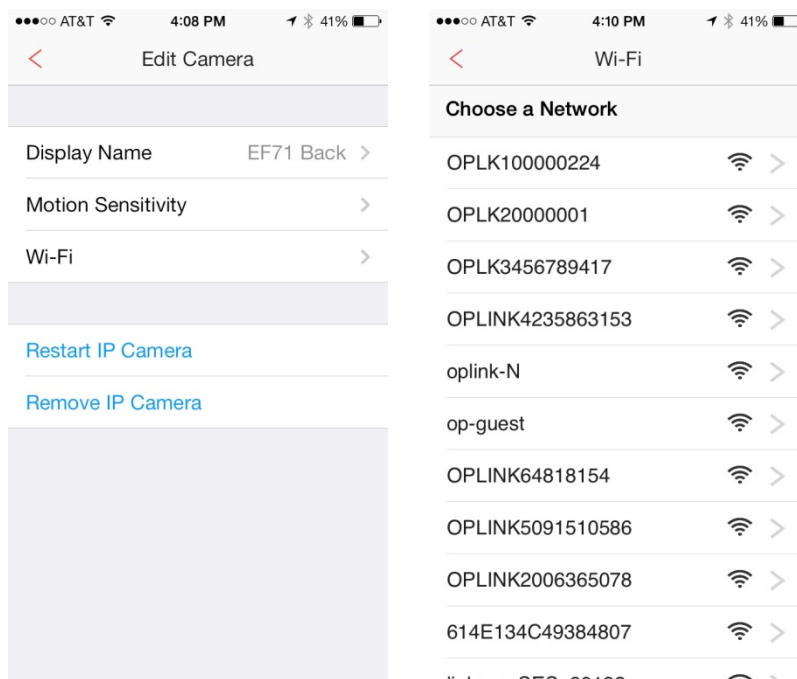 AT&T 4:08 PM 41%
Edit Camera
Display Name EF71 Back
Motion Sensitivity
Wi-Fi
Restart IP Camera
Remove IP Camera
AT&T 4:10 PM 41%
Wi-Fi
Choose a Network
OPLK100000224
OPLK20000001
OPLK3456789417
OPLINK4235863153
oplink-N
op-guest
OPLINK64818154
OPLINK5091510586
OPLINK2006365078
614E134C49384807